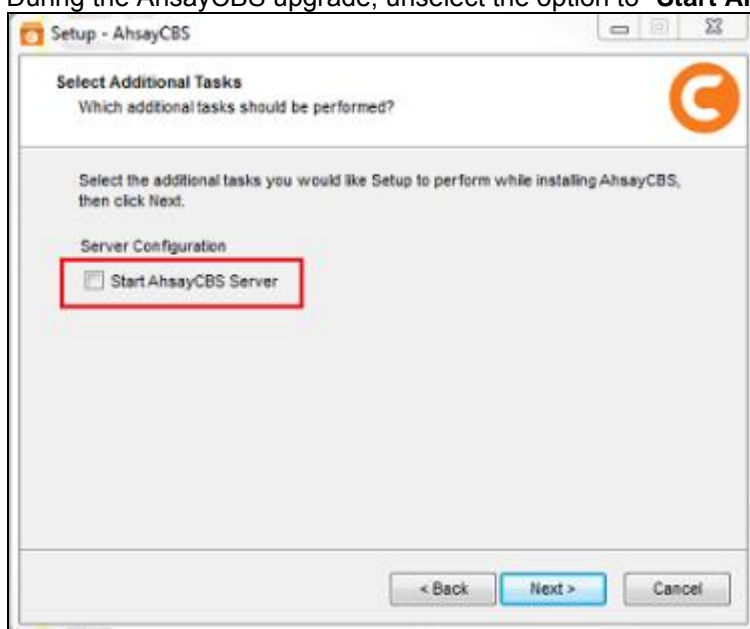 During the AhsayCBS upgrade, unselect the option to "Start
Setup - AhsayCBS
Select Additional Tasks
Which additional tasks should be performed?
Select the additional tasks you would like Setup to perform while installing AhsayCBS,
then click Next.
Server Configuration
Start AhsayCBS Server
< Back
Next >
Cancel